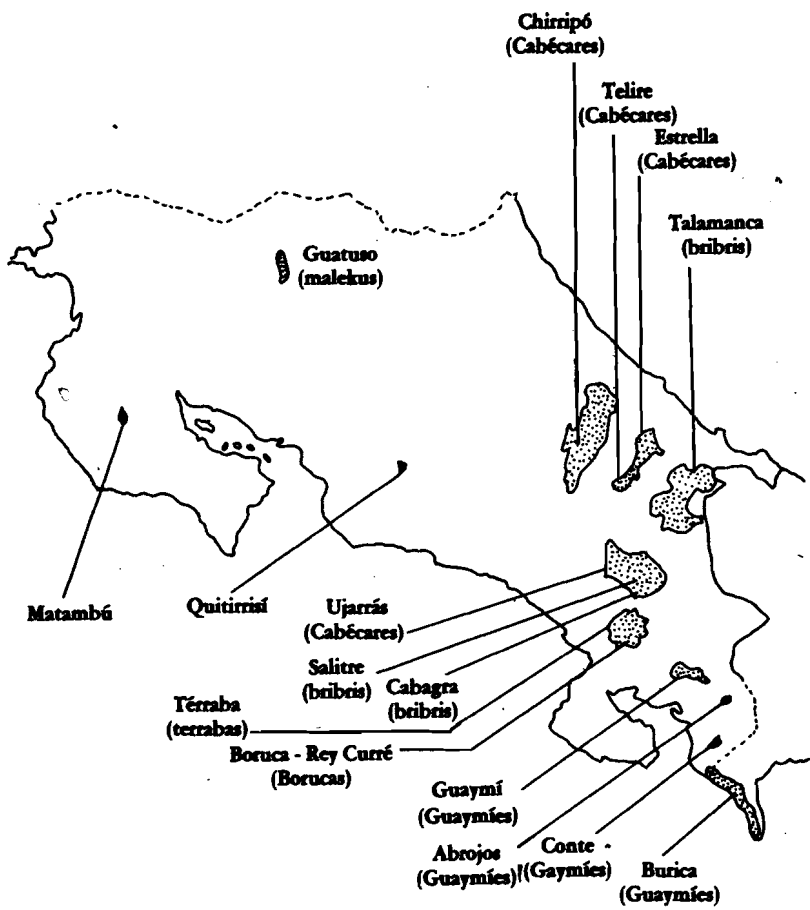 Chirripó
(Cabécares)
Telire
(Cabécares)
Estrella
(Cabécares)
Talamanca
(bribris)
Guatuso
(malekus)
Matambú
Quitirrisí
Ujarrás
(Cabécares)
Salitre
(bribris)
Cabagra
(bribris)
Térraba
(terrabas)
Boruca - Rey Curré
(Borucas)
Guaymí
(Guaymíes)
Abrojos
(Guaymíes)
Conte
(Gaymíes)
Burica
(Guaymíes)